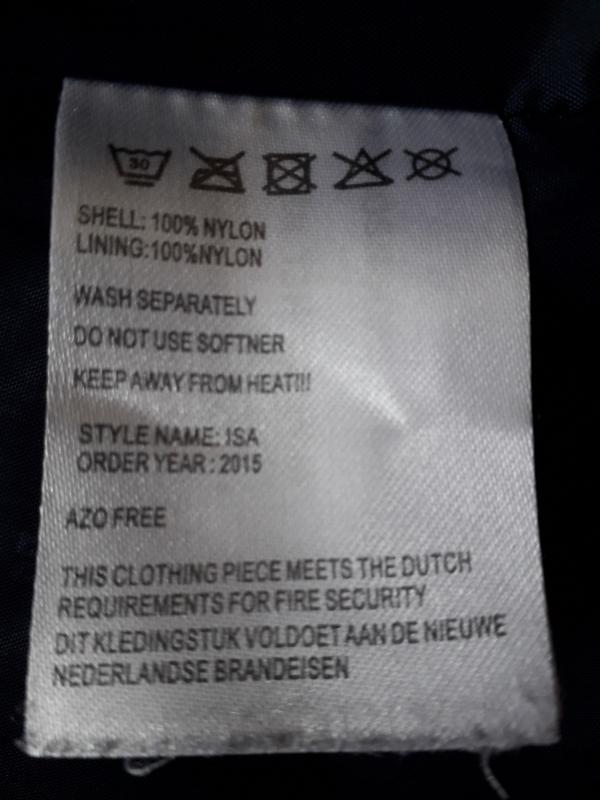 30
SHELL: 100% NYLON
LINING:100%NYLON
WASH SEPARATELY
DO NOT USE SOFTNER
KEEP AWAY FROM HEAT!!!
STYLE NAME: ISA
ORDER YEAR : 2015
AZO FREE
THIS CLOTHING PIECE MEETS THE DUTCH
REQUIREMENTS FOR FIRE SECURITY
DIT KLEDINGSTUK VOLDOET AAN DE NIEUWE
NEDERLANDSE BRANDEISEN